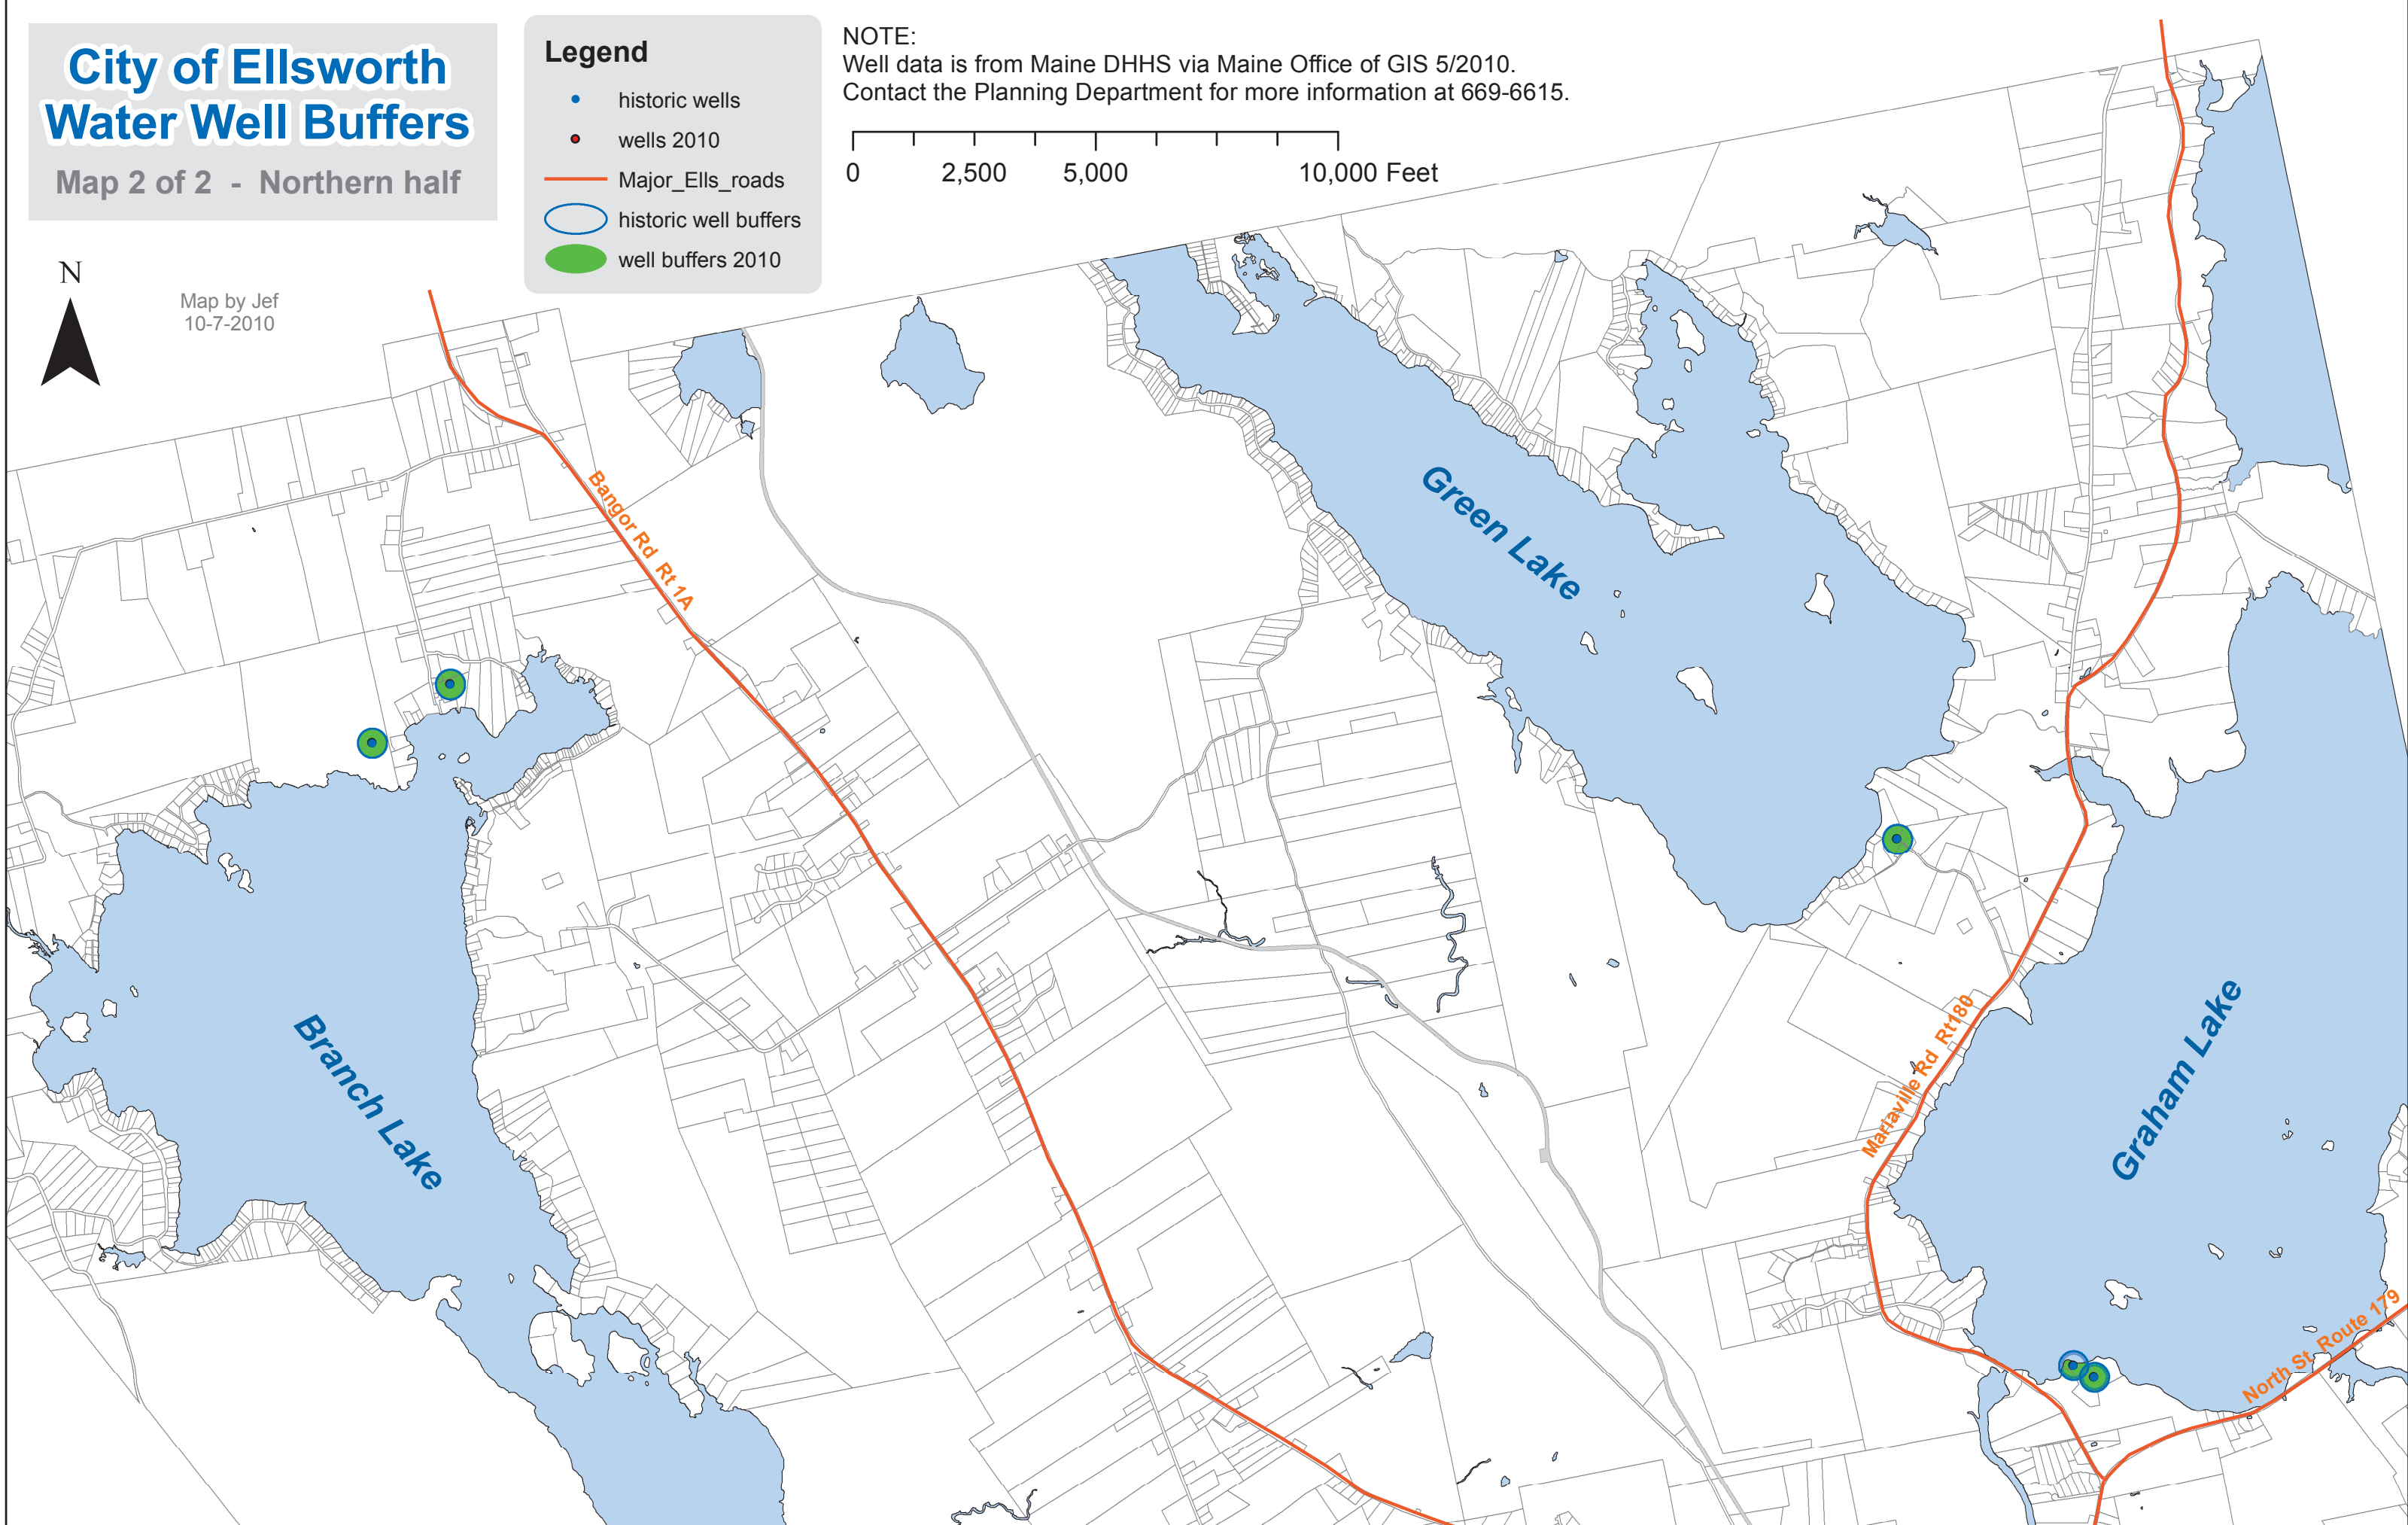 City of Ellsworth
Water Well Buffers
Map 2 of 2 - Northern half
Legend
historic wells
wells 2010
Major_Ells_roads
historic well buffers
well buffers 2010
NOTE:
Well data is from Maine DHHS via Maine Office of GIS 5/2010.
Contact the Planning Department for more information at 669-6615.
0 2,500 5,000 10,000 Feet
N
Map by Jef
10-7-2010
Bangor Rd Rt 1A
Green Lake
Branch Lake
Mariaville Rd Rt180
Graham Lake
North St. Route 179